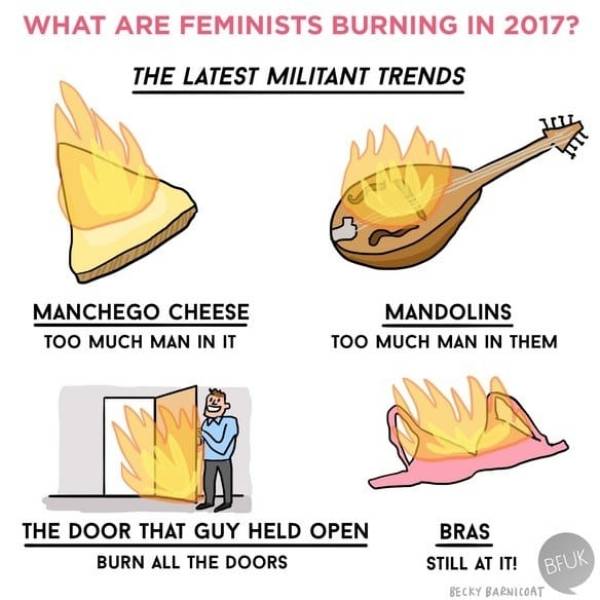 WHAT ARE FEMINISTS BURNING IN 2017?
THE LATEST MILITANT TRENDS
MANCHEGO CHEESE
TOO MUCH MAN IN IT
MANDOLINS
TOO MUCH MAN IN THEM
THE DOOR THAT GUY HELD OPEN
BURN ALL THE DOORS
BRAS
STILL AT IT!
BFUK
BECKY BARNICOAT